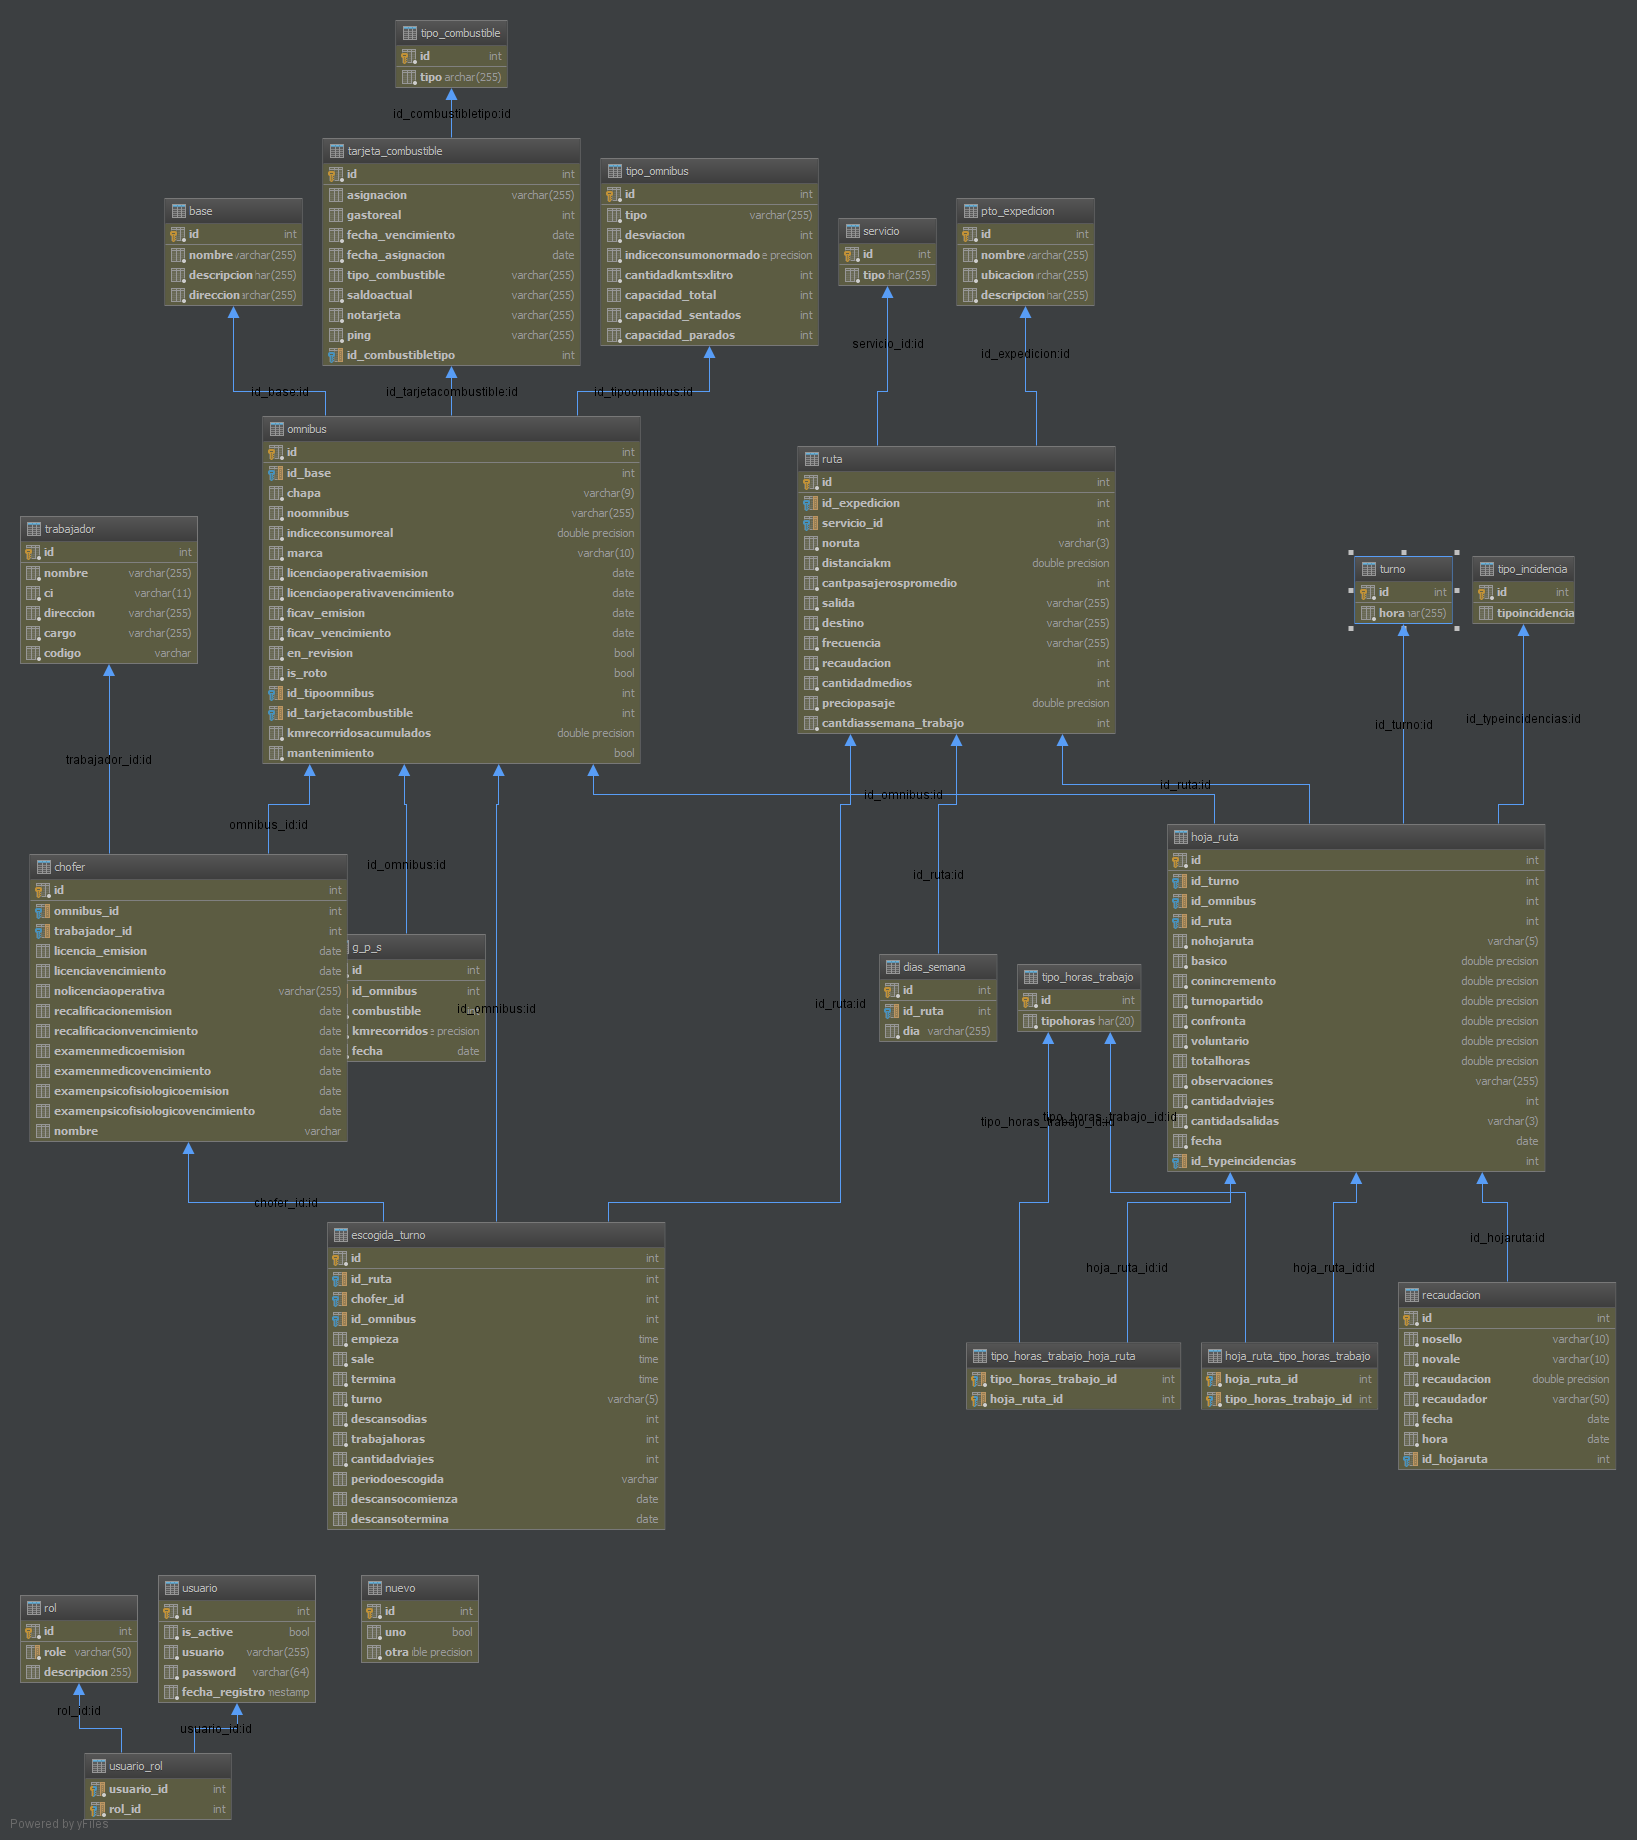 tipo_combustible
id int
tipo archar(255)
id_combustibletipo:id
tarjeta_combustible
id int
asignacion varchar(255)
gastoreal int
fecha_vencimiento date
fecha_asignacion date
tipo_combustible varchar(255)
saldoactual varchar(255)
notarjeta varchar(255)
ping varchar(255)
id_combustibletipo int
tipo_omnibus
id int
tipo varchar(255)
desviacion int
indiceconsumonormado e precision
cantidadkmtsxlitro int
capacidad_total int
capacidad_sentados int
capacidad_parados int
base
id int
nombre varchar(255)
descripcion har(255)
direccion archar(255)
servicio
id int
tipo har(255)
pto_expedicion
id int
nombre varchar(255)
ubicacion rchar(255)
descripcion har(255)
servicio_id:id
id_expedicion:id
id_base:id
id_tarjetacombustible:id
id_tipoomnibus:id
omnibus
id int
id_base int
chapa varchar(9)
noomnibus varchar(255)
indiceconsumoreal double precision
marca varchar(10)
licenciaoperativaemision date
licenciaoperativavencimiento date
ficav_emision date
ficav_vencimiento date
en_revision bool
is_roto bool
id_tipoomnibus int
id_tarjetacombustible int
kmrecorridosacumulados double precision
mantenimiento bool
ruta
id int
id_expedicion int
servicio_id int
noruta varchar(3)
distanciakm double precision
cantpasajerospromedio int
salida varchar(255)
destino varchar(255)
frecuencia varchar(255)
recaudacion int
cantidadmedios int
preciopasaje double precision
cantdiassemana_trabajo int
trabajador
id int
nombre varchar(255)
ci varchar(11)
direccion varchar(255)
cargo varchar(255)
codigo varchar
turno
id int
hora har(255)
tipo_incidencia
id int
tipoincidencia
id_turno:id
id_typeincidencias:id
trabajador_id:id
omnibus_id:id
id_omnibus:id
id_omnibus:id
id_ruta:id
id_ruta:id
chofer
id int
omnibus_id int
trabajador_id int
licencia_emision date
licenciavencimiento date
nolicenciaoperativa varchar(255)
recalificacionemision date
recalificacionvencimiento date
examenmedicoemision date
examenmedicovencimiento date
examenpsicofisiologicoemision date
examenpsicofisiologicovencimiento date
nombre varchar
g_p_s
id int
id_omnibus int
combustible int
kmrecorridos e precision
fecha date
id_omnibus:id
id_ruta:id
dias_semana
id int
id_ruta int
dia varchar(255)
tipo_horas_trabajo
id int
tipohoras har(20)
hoja_ruta
id int
id_turno int
id_omnibus int
id_ruta int
nohojaruta varchar(5)
basico double precision
conincremento double precision
turnopartido double precision
confronta double precision
voluntario double precision
totalhoras double precision
observaciones varchar(255)
cantidadviajes int
cantidadsalidas varchar(3)
fecha date
id_typeincidencias int
tipo_horas_trabajo_id:id
tipo_horas_trabajo_id:id
chofer_id:id
hoja_ruta_id:id
hoja_ruta_id:id
id_hojaruta:id
escogida_turno
id int
id_ruta int
chofer_id int
id_omnibus int
empieza time
sale time
termina time
turno varchar(5)
descansodias int
trabajahoras int
cantidadviajes int
periodoescogida varchar
descansocomienza date
descansotermina date
tipo_horas_trabajo_hoja_ruta
tipo_horas_trabajo_id int
hoja_ruta_id int
hoja_ruta_tipo_horas_trabajo
hoja_ruta_id int
tipo_horas_trabajo_id int
recaudacion
id int
nosello varchar(10)
novale varchar(10)
recaudacion double precision
recaudador varchar(50)
fecha date
hora date
id_hojaruta int
rol
id int
role varchar(50)
descripcion 255)
usuario
id int
is_active bool
usuario varchar(255)
password varchar(64)
fecha_registro mestamp
nuevo
id int
uno bool
otra ible precision
rol_id:id
usuario_id:id
usuario_rol
usuario_id int
rol_id int
Powered by yFiles